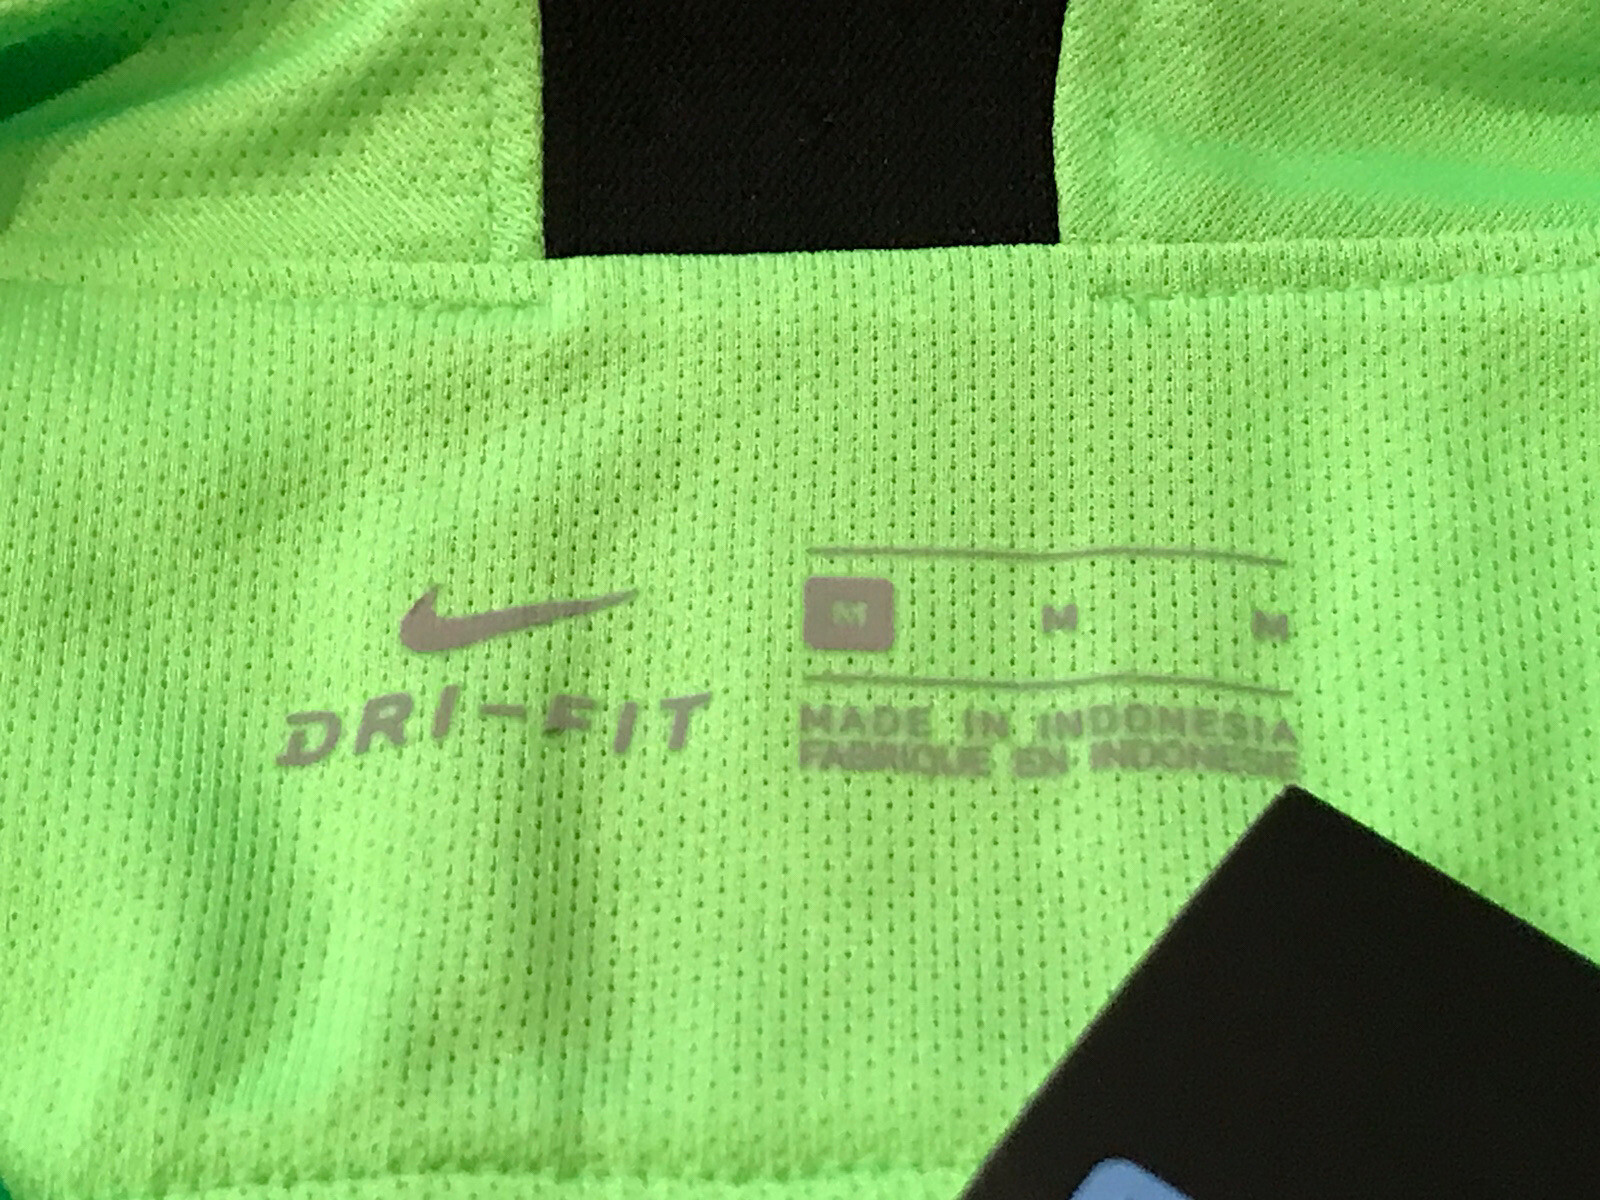 DRI-FIT
M M M
MADE IN INDONESIA
FABRIQUE EN INDONESIE